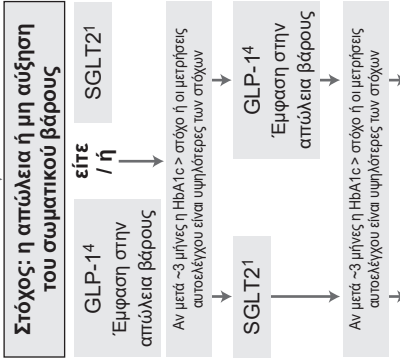 Στόχος: η απώλεια ή μη αύξηση
του σωματικού βάρους
GLP-1⁴
Έμφαση στην
απώλεια βάρους
είτε
/ ή
SGLT2¹
Αν μετά ~3 μήνες η HbA1c > στόχο ή οι μετρήσεις
αυτοελέγχου είναι υψηλότερες των στόχων
SGLT2¹
GLP-1⁴
Έμφαση στην
απώλεια βάρους
Αν μετά ~3 μήνες η HbA1c > στόχο ή οι μετρήσεις
αυτοελέγχου είναι υψηλότερες των στόχων